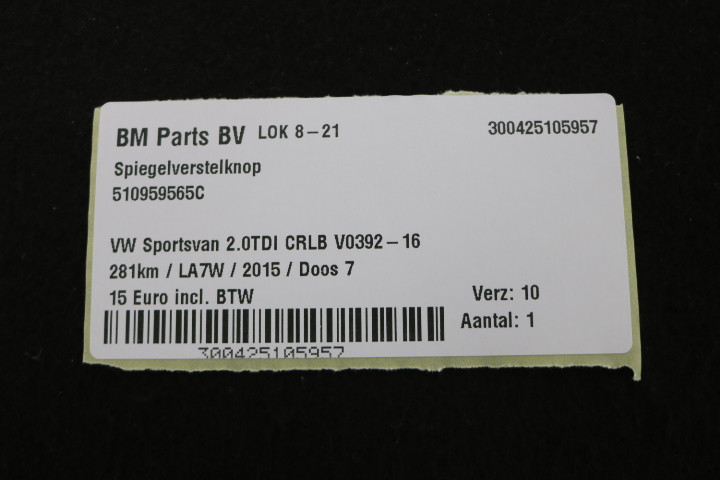 BM Parts BV LOK 8-21 300425105957
Spiegelverstelknop
510959565C
VW Sportsvan 2.0TDI CRLB V0392-16
281km / LA7W / 2015 / Doos 7
15 Euro incl. BTW Verz: 10
Aantal: 1
300425105957